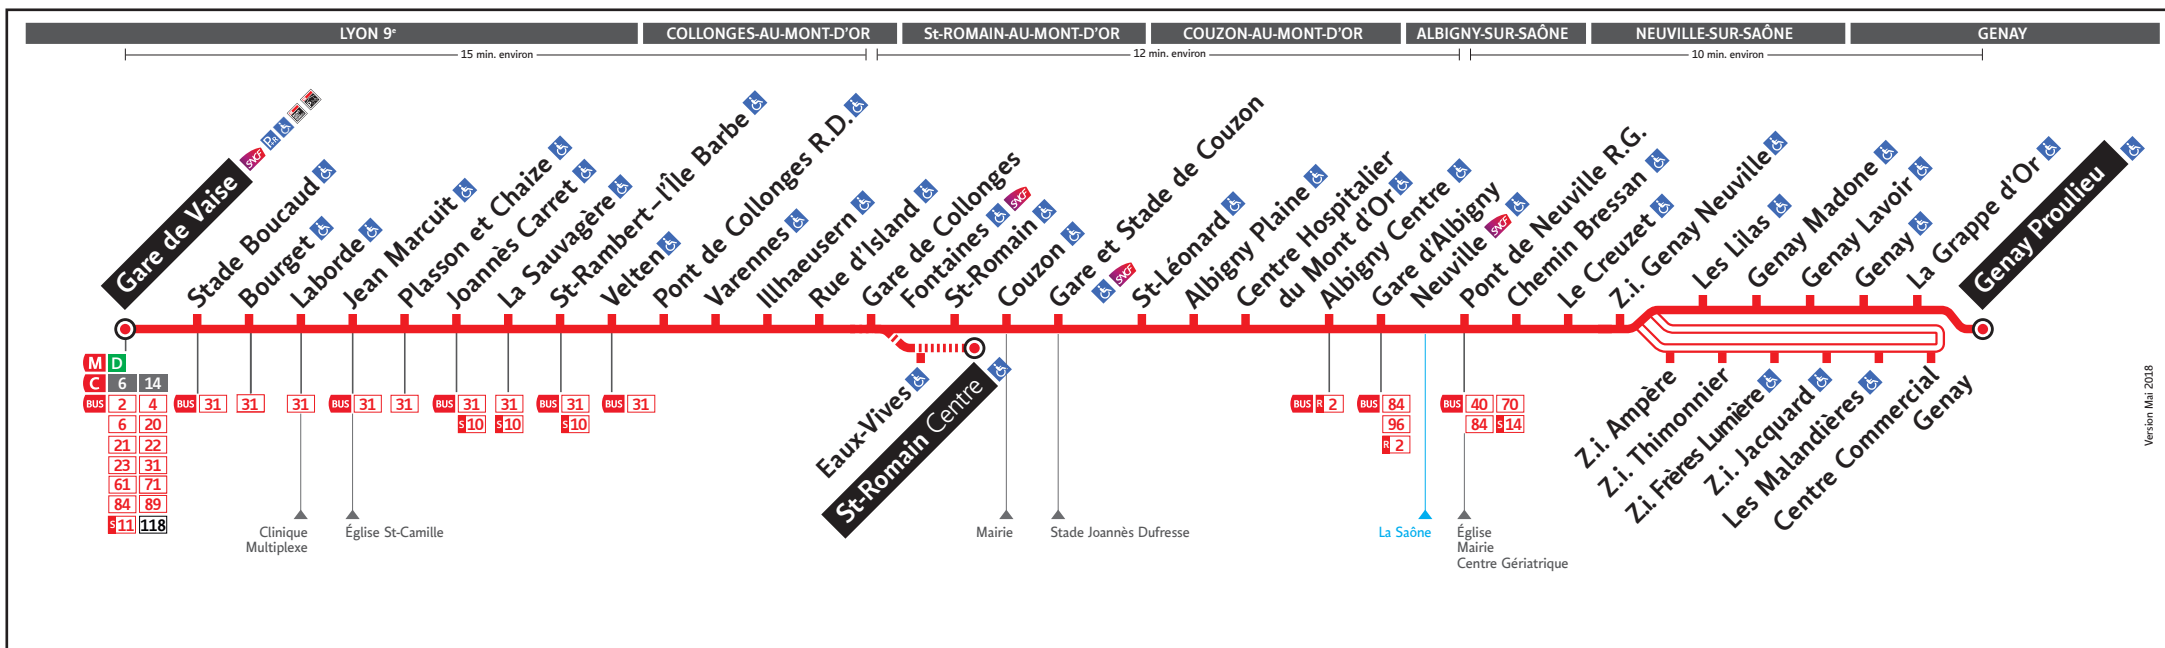 LYON 9e
COLLONGES-AU-MONT-D'OR
St-ROMAIN-AU-MONT-D'OR
COUZON-AU-MONT-D'OR
ALBIGNY-SUR-SAÔNE
NEUVILLE-SUR-SAÔNE
GENAY
15 min. environ
12 min. environ
10 min. environ
Gare de Vaise
SNCF
P+R
Stade Boucaud
Bourget
Laborde
Jean Marcuit
Plasson et Chaize
Joannès Carret
La Sauvagère
St-Rambert – l'Île Barbe
Velten
Pont de Collonges R.D.
Varennes
Illhaeusern
Rue d'Island
Gare de Collonges
Fontaines
SNCF
St-Romain
Couzon
Gare et Stade de Couzon
SNCF
St-Léonard
Albigny Plaine
Centre Hospitalier
du Mont d'Or
Albigny Centre
Gare d'Albigny
Neuville
SNCF
Pont de Neuville R.G.
Chemin Bressan
Le Creuzet
Z.i. Genay Neuville
Les Lilas
Genay Madone
Genay Lavoir
Genay
La Grappe d'Or
Genay Proulieu
Eaux-Vives
St-Romain Centre
Z.i. Ampère
Z.i. Thimonnier
Z.i. Frères Lumière
Z.i. Jacquard
Les Malandières
Centre Commercial
Genay
M D
C 6 14
BUS 2 4
6 20
21 22
23 31
61 71
84 89
S 11 118
BUS 31
31
31
BUS 31
31
BUS 31
S 10
31
S 10
BUS 31
S 10
BUS 31
BUS R 2
BUS 84
96
R 2
BUS 40 70
84 S 14
Clinique
Multiplexe
Église St-Camille
Mairie
Stade Joannès Dufresse
La Saône
Église
Mairie
Centre Gériatrique
Version Mai 2018